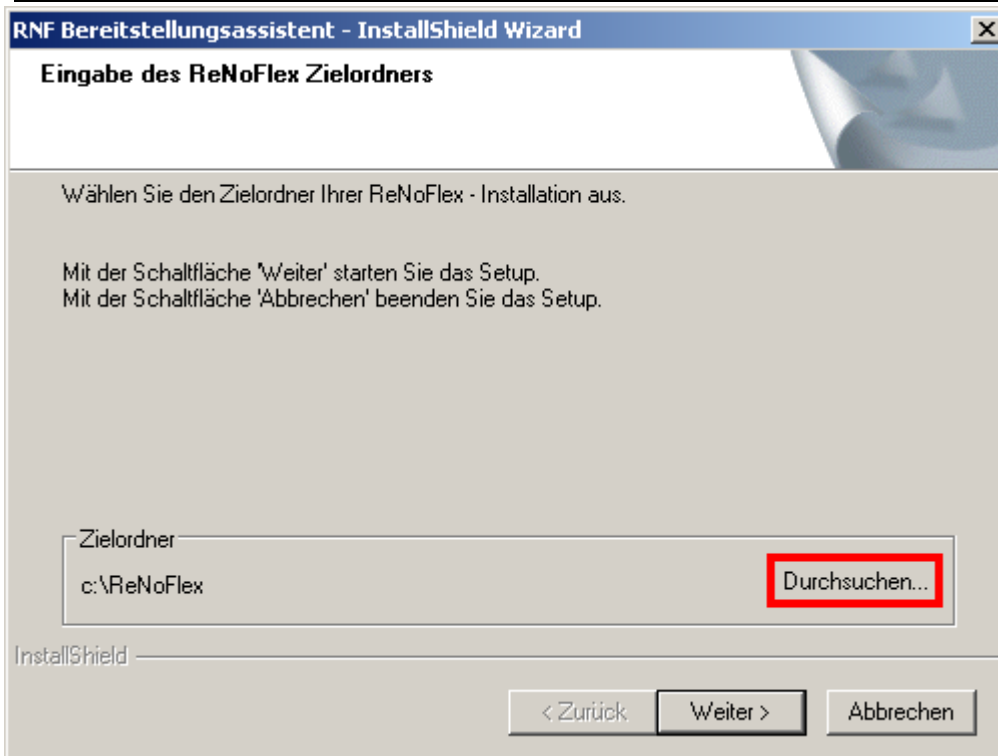 RNF Bereitstellungsassistent - InstallShield Wizard
Eingabe des ReNoFlex Zielordners
Wählen Sie den Zielordner Ihrer ReNoFlex - Installation aus.
Mit der Schaltfläche 'Weiter' starten Sie das Setup.
Mit der Schaltfläche 'Abbrechen' beenden Sie das Setup.
Zielordner
c:\ReNoFlex
Durchsuchen...
InstallShield
< Zurück
Weiter >
Abbrechen